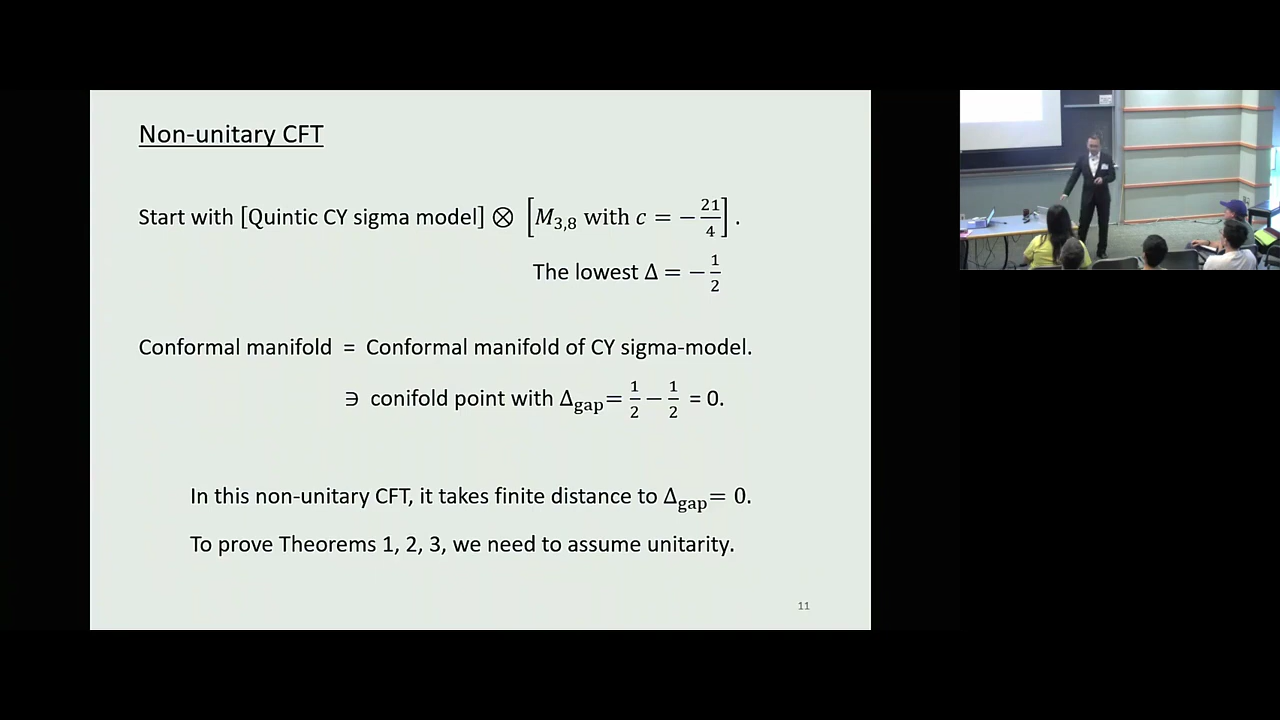 Non-unitary CFT
Start with [Quintic CY sigma model] ⊗ [M₃,₈ with c = −21/4] .
The lowest Δ = −1/2
Conformal manifold = Conformal manifold of CY sigma-model.
∋ conifold point with Δgap= 1/2 − 1/2 = 0.
In this non-unitary CFT, it takes finite distance to Δgap= 0.
To prove Theorems 1, 2, 3, we need to assume unitarity.
11